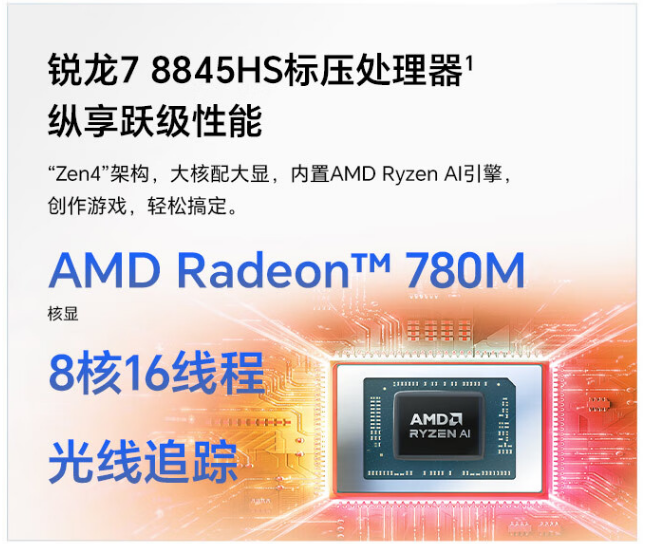 锐龙7 8845HS标压处理器¹
纵享跃级性能
“Zen4”架构，大核配大显，内置AMD Ryzen AI引擎，
创作游戏，轻松搞定。
AMD Radeon™ 780M
核显
8核16线程
光线追踪
AMD
RYZEN AI